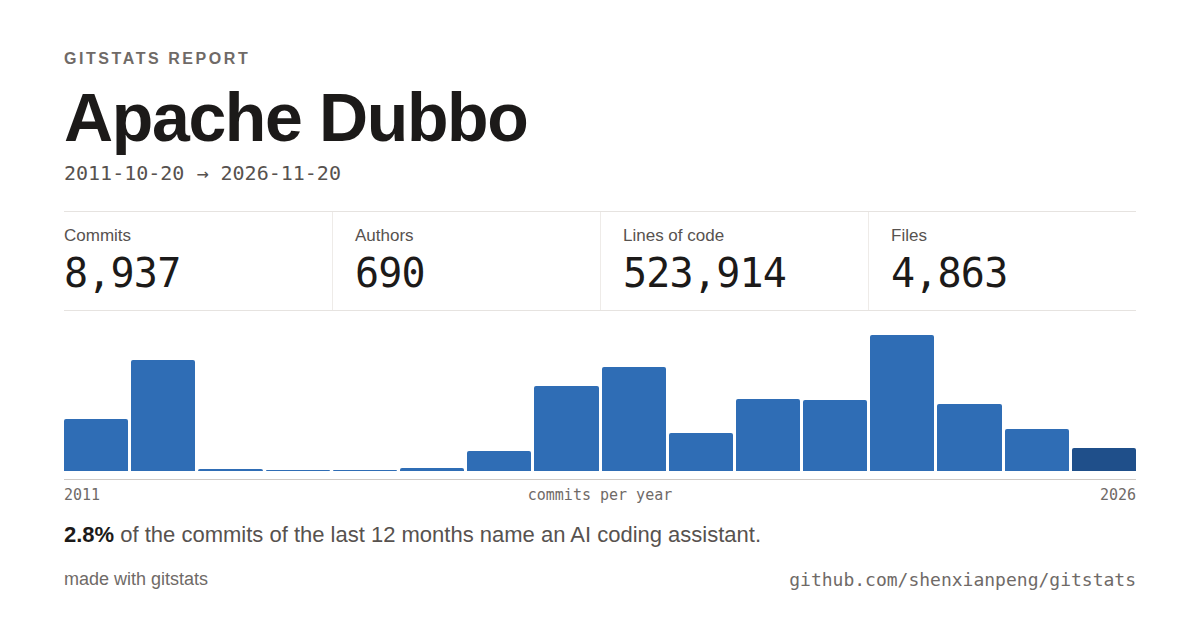 GITSTATS REPORT
Apache Dubbo
2011-10-20 → 2026-11-20
Commits Authors Lines of code Files
8,937 690 523,914 4,863
2011 commits per year 2026
2.8% of the commits of the last 12 months name an AI coding assistant.
made with gitstats github.com/shenxianpeng/gitstats